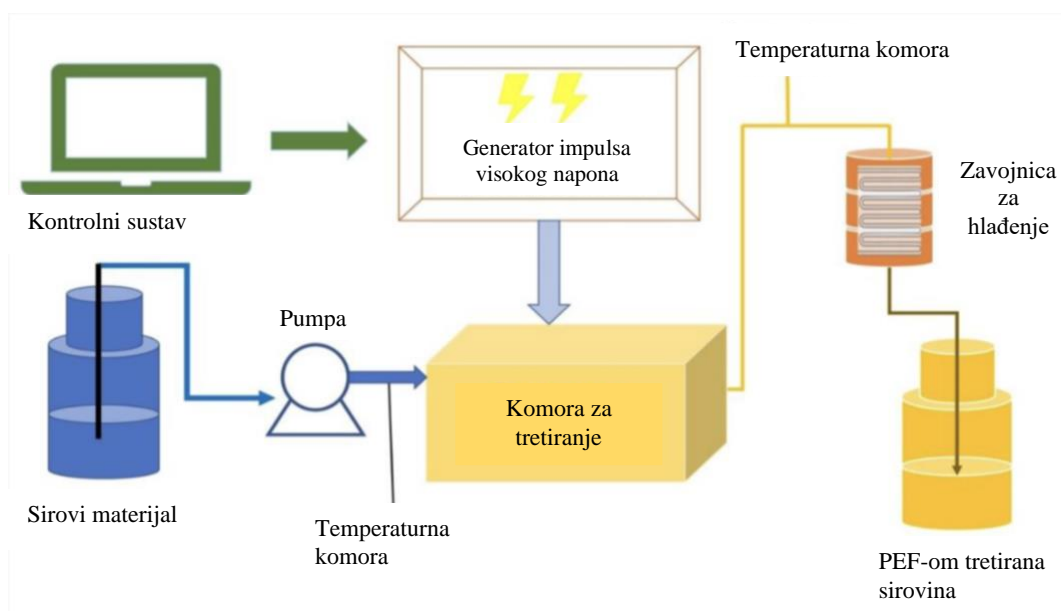 Temperaturna komora
Generator impulsa
visokog napona
Zavojnica
za
hlađenje
Kontrolni sustav
Pumpa
Komora za
tretiranje
Sirovi materijal
Temperaturna
komora
PEF-om tretirana
sirovina